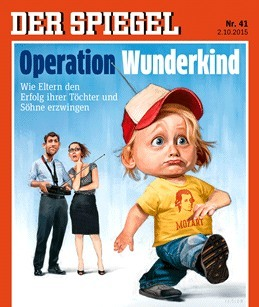 DER SPIEGEL
Nr. 41
2.10.2015
Operation Wunderkind
Wie Eltern den
Erfolg ihrer Töchter und
Söhne erzwingen
MOZART